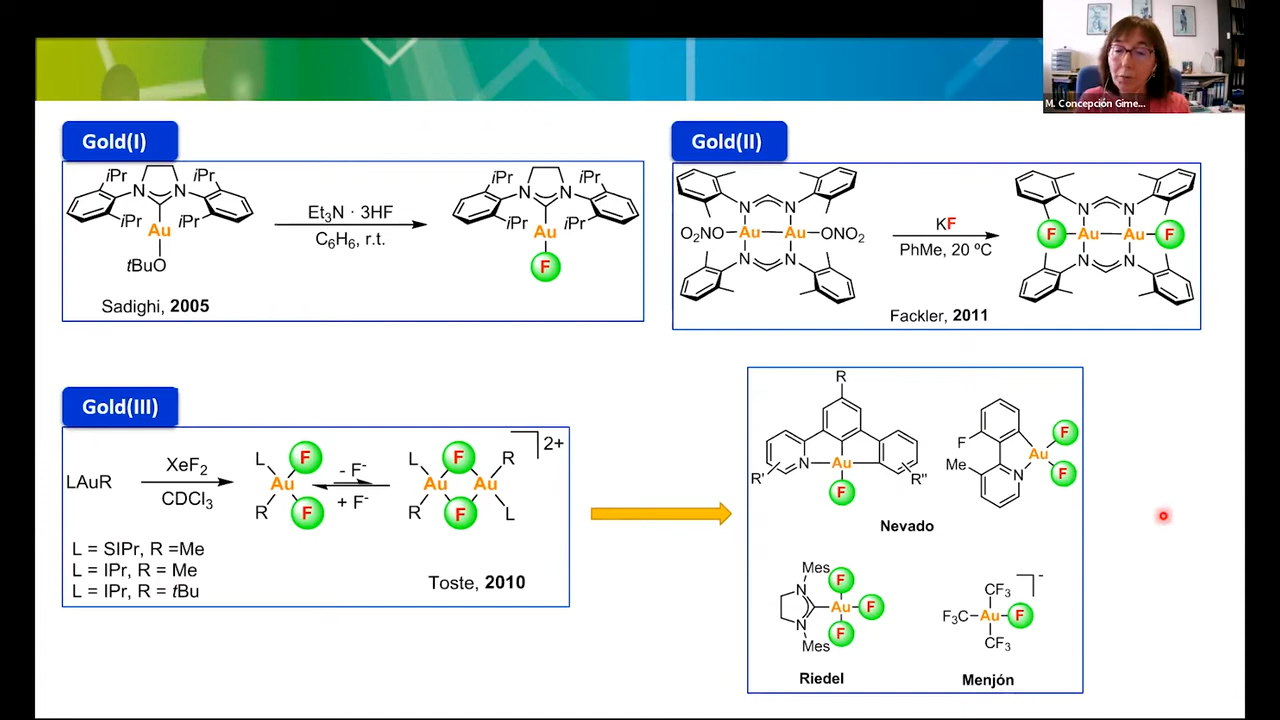 M. Concepción Gime...
Gold(I)
iPr iPr
N N
iPr iPr
Au
tBuO
Et3N · 3HF
C6H6, r.t.
iPr iPr
N N
iPr iPr
Au
F
Sadighi, 2005
Gold(II)
N N
O2NO Au Au ONO2
N N
KF
PhMe, 20 ºC
N N
F Au Au F
N N
Fackler, 2011
Gold(III)
LAuR
XeF2
CDCl3
L F
Au
R F
- F-
+ F-
2+
L F R
Au Au
R F L
L = SIPr, R =Me
L = IPr, R = Me
L = IPr, R = tBu
Toste, 2010
R
N Au
R' R''
F
F
Me
N
Au
F
F
Nevado
Mes
N F
Au F
N F
Mes
Riedel
CF3 -
F3C Au F
CF3
Menjón